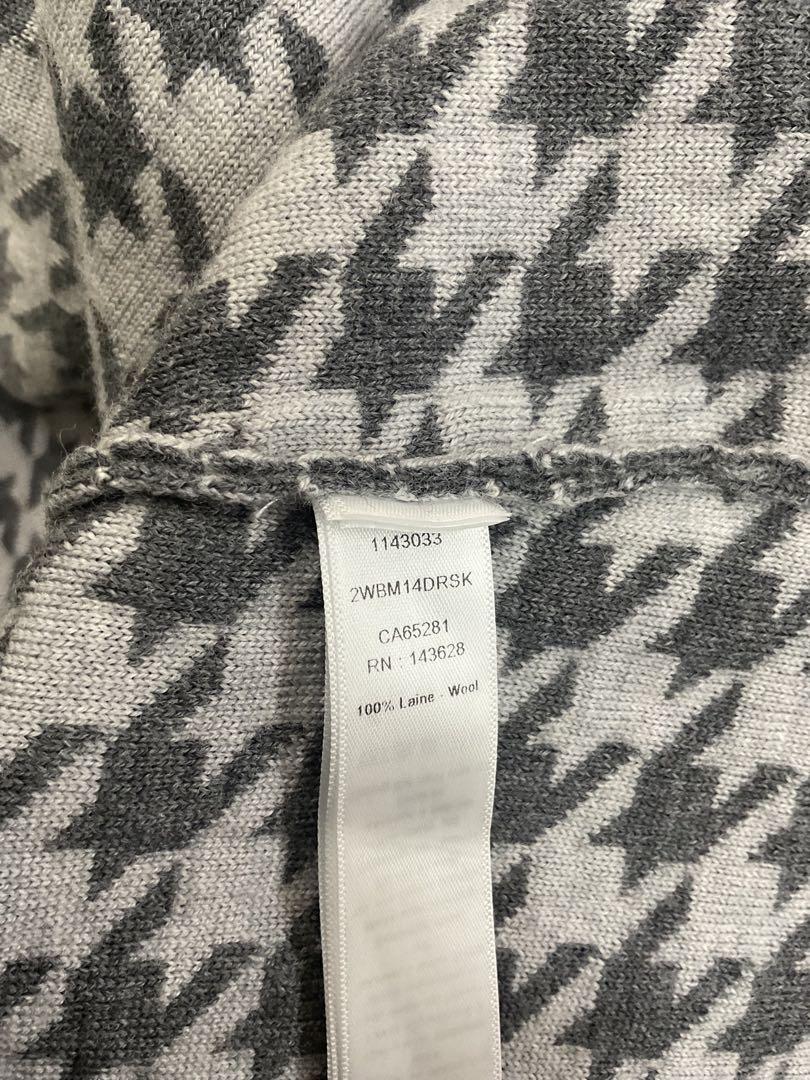 1143033
2WBM14DRSK
CA65281
RN : 143628
100% Laine - Wool